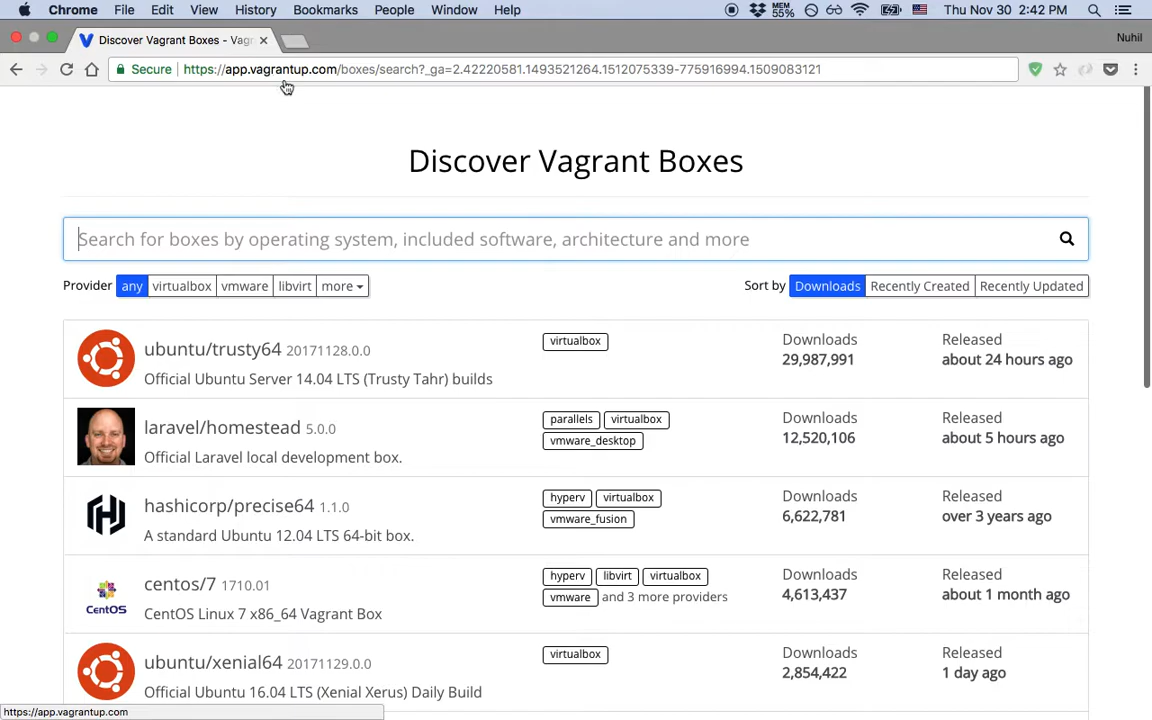 Chrome File Edit View History Bookmarks People Window Help MEM 55% Thu Nov 30 2:42 PM
Discover Vagrant Boxes - Vag Nuhil
Secure https://app.vagrantup.com/boxes/search?_ga=2.42220581.1493521264.1512075339-775916994.1509083121
Discover Vagrant Boxes
Search for boxes by operating system, included software, architecture and more
Provider any virtualbox vmware libvirt more Sort by Downloads Recently Created Recently Updated
ubuntu/trusty64 20171128.0.0 virtualbox Downloads Released
29,987,991 about 24 hours ago
Official Ubuntu Server 14.04 LTS (Trusty Tahr) builds
laravel/homestead 5.0.0 parallels virtualbox Downloads Released
vmware_desktop 12,520,106 about 5 hours ago
Official Laravel local development box.
hashicorp/precise64 1.1.0 hyperv virtualbox Downloads Released
vmware_fusion 6,622,781 over 3 years ago
A standard Ubuntu 12.04 LTS 64-bit box.
centos/7 1710.01 hyperv libvirt virtualbox Downloads Released
vmware and 3 more providers 4,613,437 about 1 month ago
CentOS CentOS Linux 7 x86_64 Vagrant Box
ubuntu/xenial64 20171129.0.0 virtualbox Downloads Released
2,854,422 1 day ago
Official Ubuntu 16.04 LTS (Xenial Xerus) Daily Build
https://app.vagrantup.com